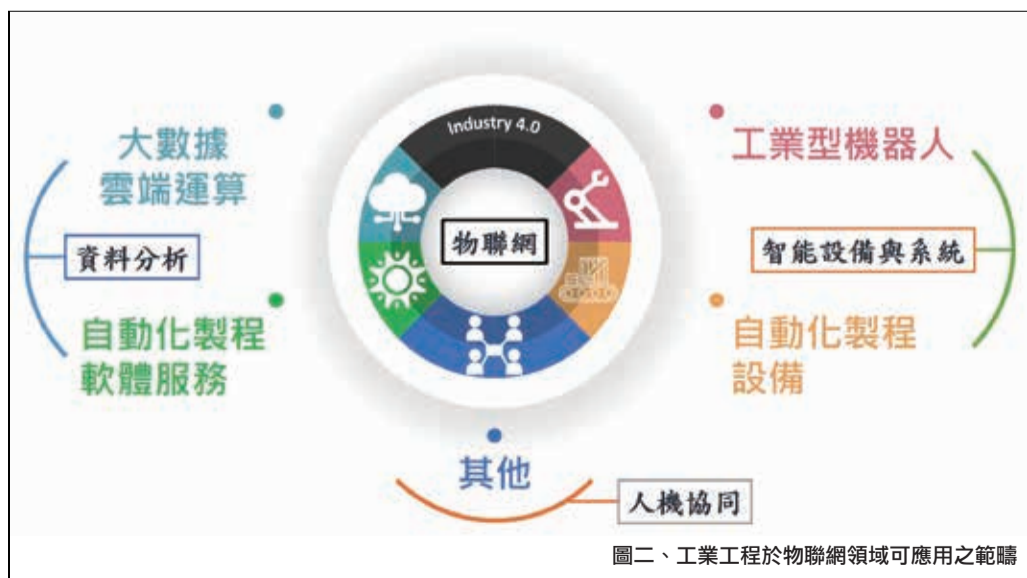 Industry 4.0
物聯網
大數據
雲端運算
資料分析
自動化製程
軟體服務
工業型機器人
智能設備與系統
自動化製程
設備
其他
人機協同
圖二、工業工程於物聯網領域可應用之範疇